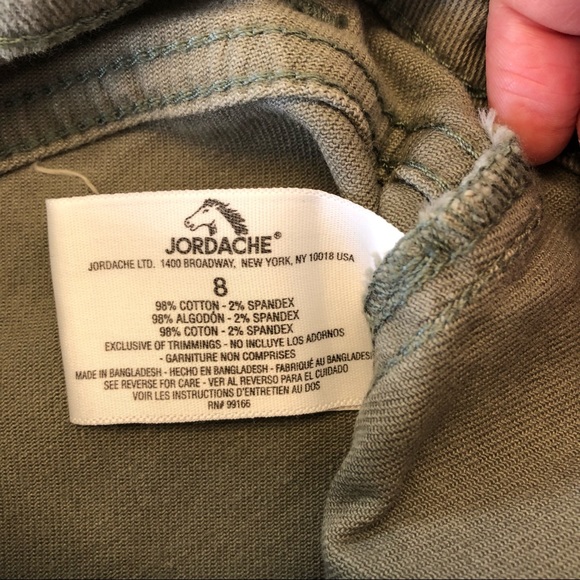 JORDACHE®
JORDACHE LTD. 1400 BROADWAY, NEW YORK, NY 10018 USA
8
98% COTTON - 2% SPANDEX
98% ALGODÓN - 2% SPANDEX
98% COTON - 2% SPANDEX
EXCLUSIVE OF TRIMMINGS - NO INCLUYE LOS ADORNOS
- GARNITURE NON COMPRISES
MADE IN BANGLADESH - HECHO EN BANGLADESH - FABRIQUÉ AU BANGLADESH
SEE REVERSE FOR CARE - VER AL REVERSO PARA EL CUIDADO
VOIR LES INSTRUCTIONS D'ENTRETIEN AU DOS
RN# 99166